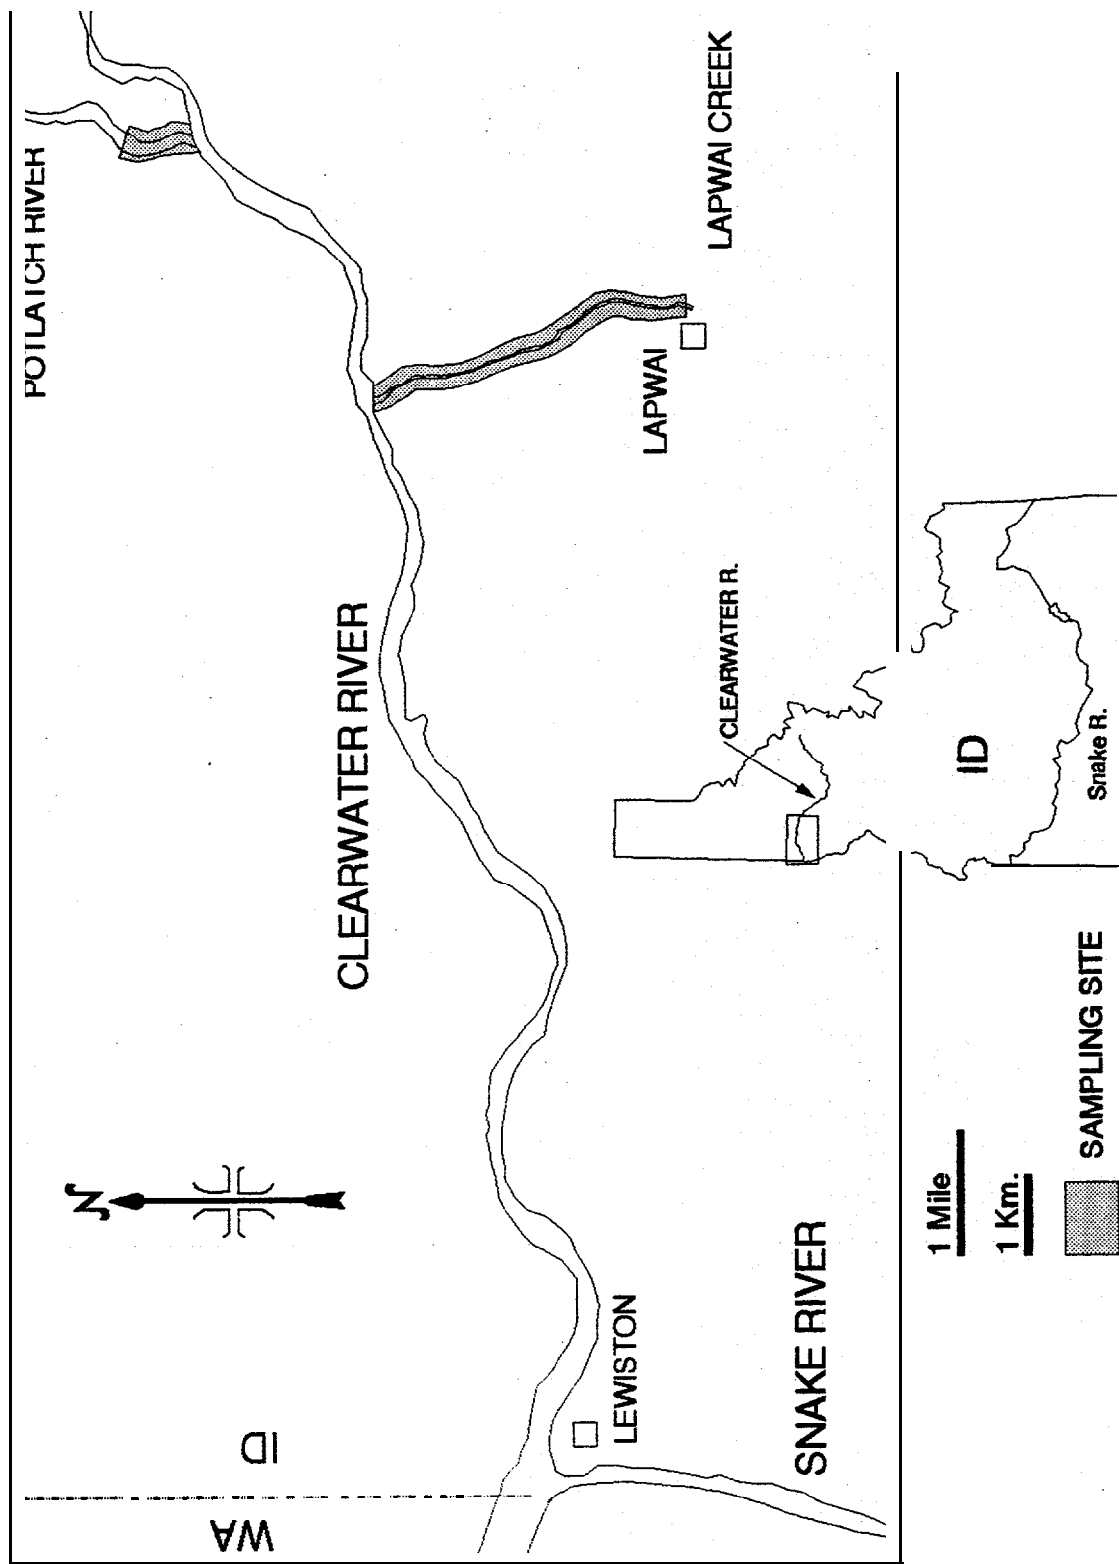 POTLATCH RIVER
N
CLEARWATER RIVER
LAPWAI CREEK
LAPWAI
WA
ID
LEWISTON
SNAKE RIVER
CLEARWATER R.
ID
Snake R.
1 Mile
1 Km.
SAMPLING SITE